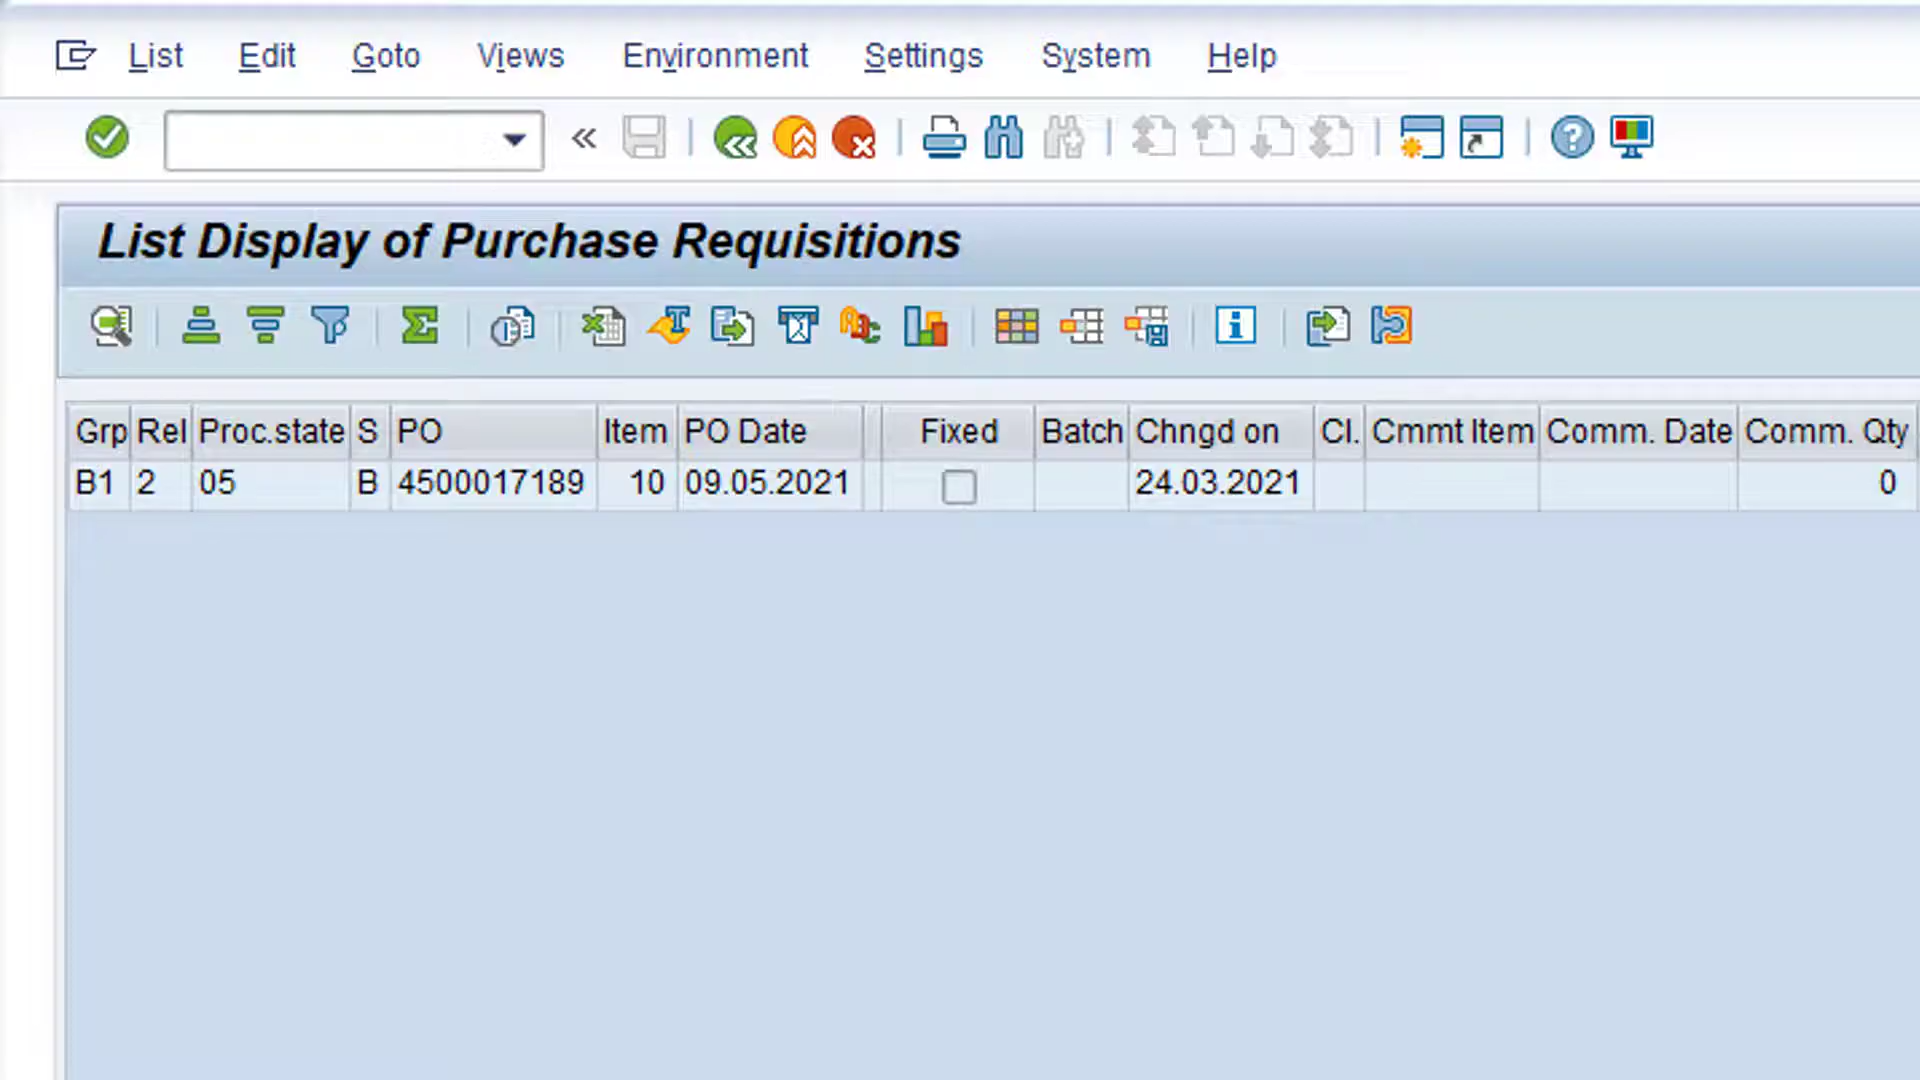 List Edit Goto Views Environment Settings System Help
List Display of Purchase Requisitions
Grp Rel Proc.state S PO Item PO Date Fixed Batch Chngd on Cl. Cmmt Item Comm. Date Comm. Qty
B1 2 05 B 4500017189 10 09.05.2021 24.03.2021 0